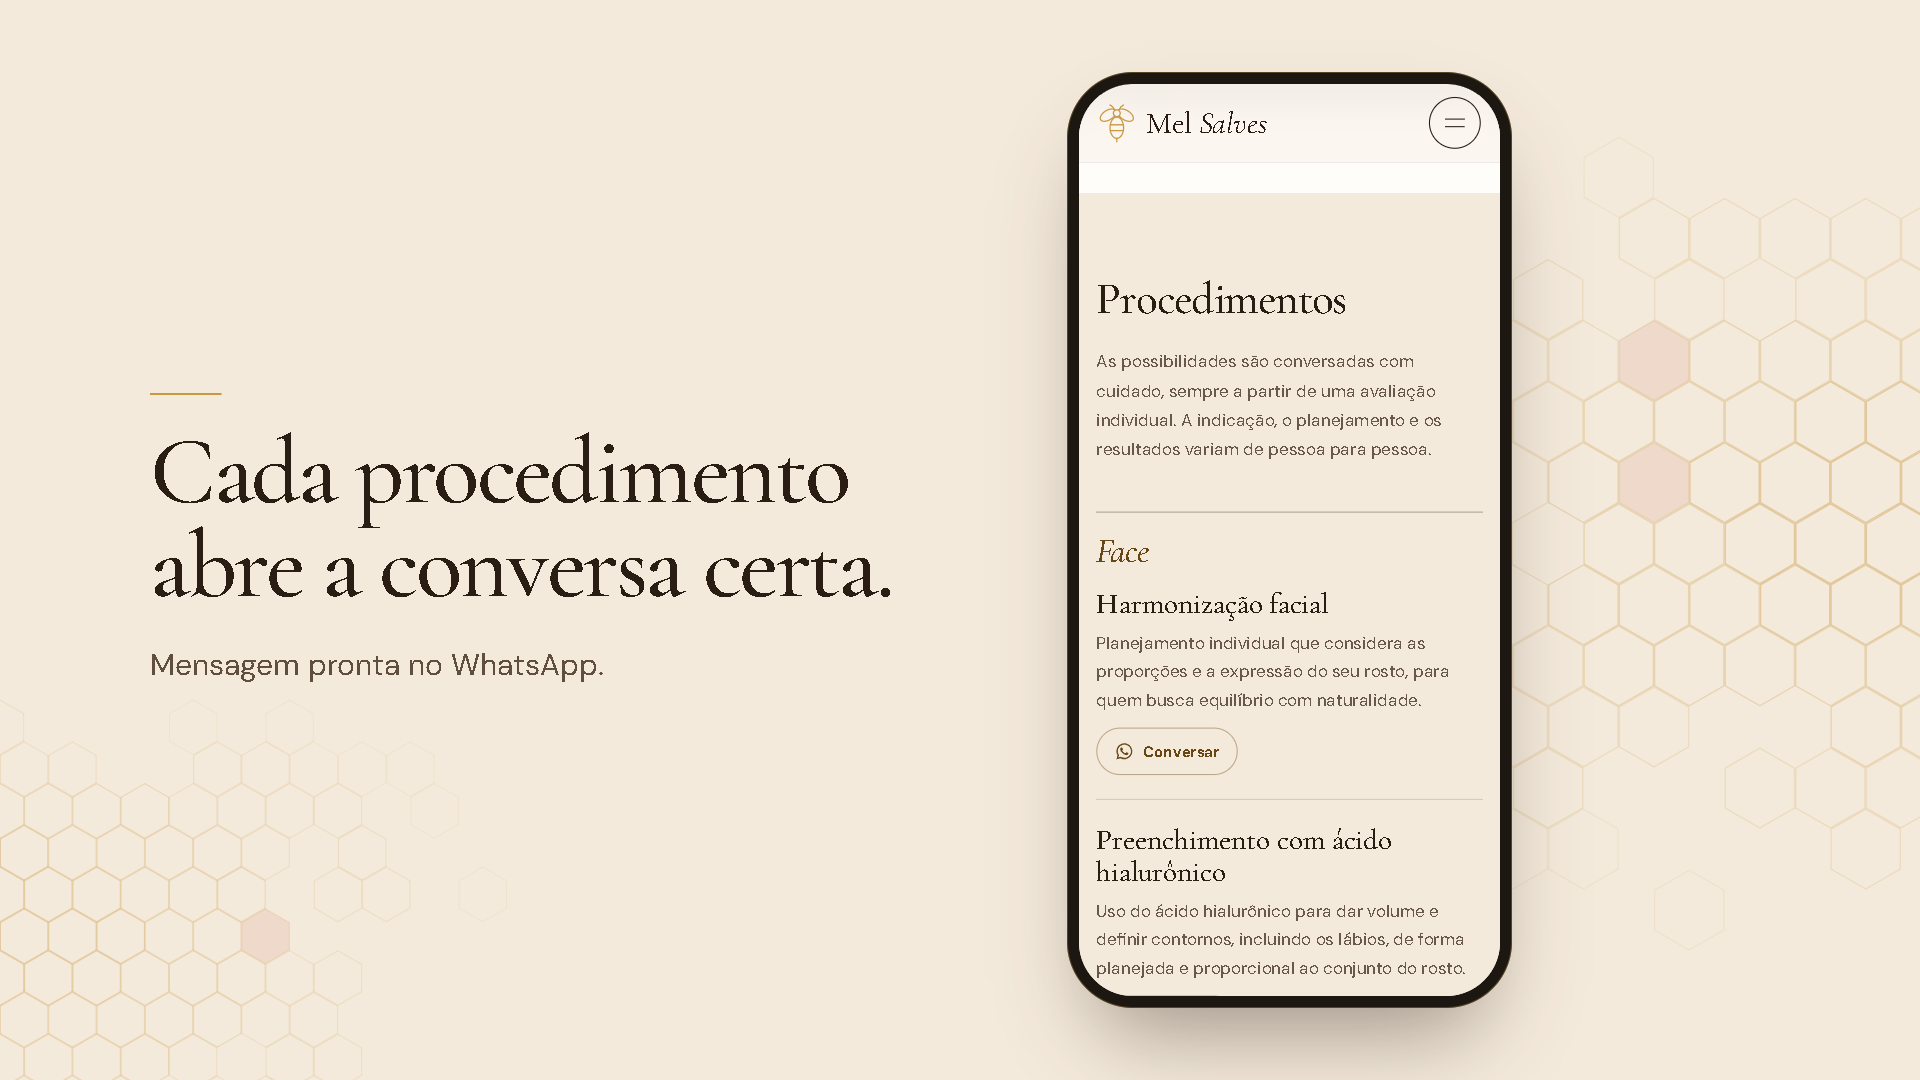 Cada procedimento
abre a conversa certa.
Mensagem pronta no WhatsApp.
Mel Salves
Procedimentos
As possibilidades são conversadas com
cuidado, sempre a partir de uma avaliação
individual. A indicação, o planejamento e os
resultados variam de pessoa para pessoa.
Face
Harmonização facial
Planejamento individual que considera as
proporções e a expressão do seu rosto, para
quem busca equilíbrio com naturalidade.
Conversar
Preenchimento com ácido
hialurônico
Uso do ácido hialurônico para dar volume e
definir contornos, incluindo os lábios, de forma
planejada e proporcional ao conjunto do rosto.